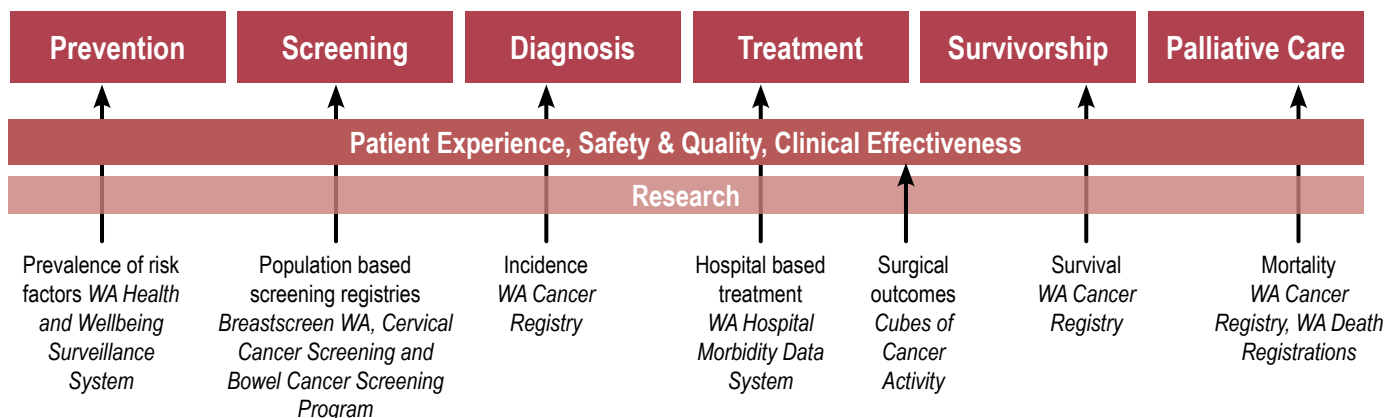 Prevention
Screening
Diagnosis
Treatment
Survivorship
Palliative Care
Patient Experience, Safety & Quality, Clinical Effectiveness
Research
Prevalence of risk
factors WA Health
and Wellbeing
Surveillance
System
Population based
screening registries
Breastscreen WA, Cervical
Cancer Screening and
Bowel Cancer Screening
Program
Incidence
WA Cancer
Registry
Hospital based
treatment
WA Hospital
Morbidity Data
System
Surgical
outcomes
Cubes of
Cancer
Activity
Survival
WA Cancer
Registry
Mortality
WA Cancer
Registry, WA Death
Registrations